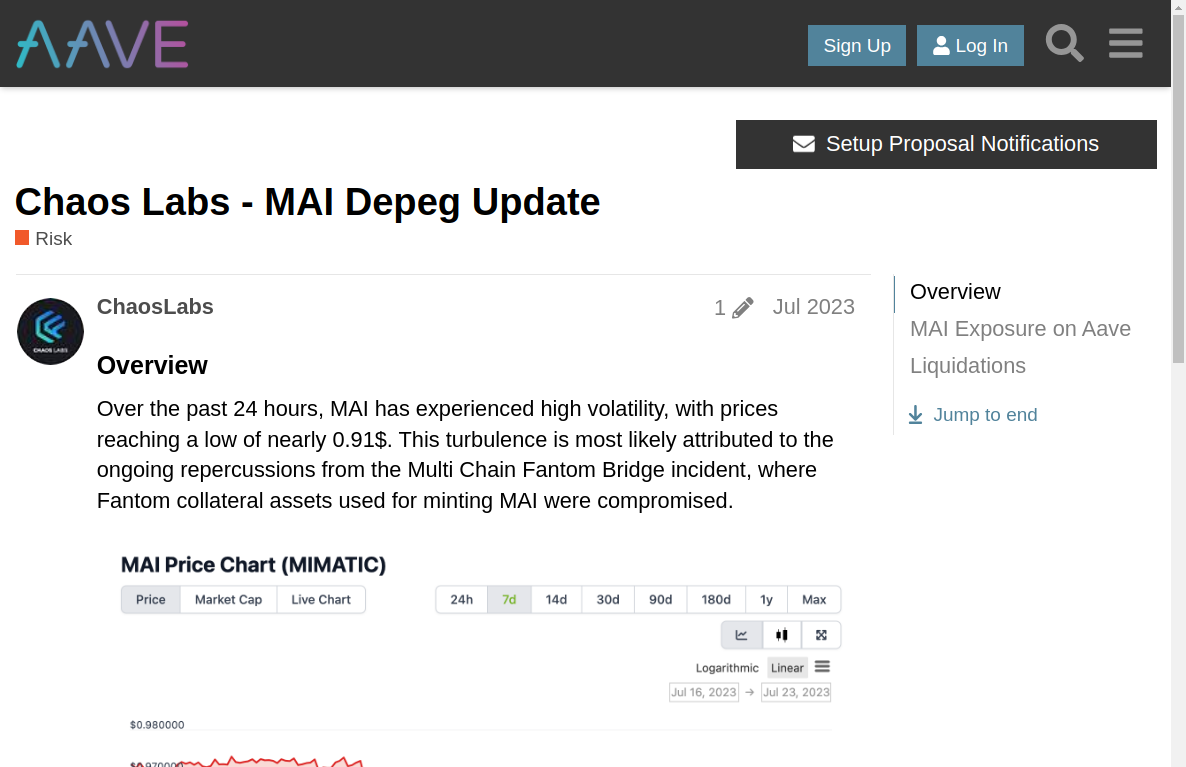 AAVE
Sign Up
Log In
Setup Proposal Notifications
Chaos Labs - MAI Depeg Update
Risk
ChaosLabs
1
Jul 2023
Overview
MAI Exposure on Aave
Liquidations
Jump to end
CHAOS LABS
Overview
Over the past 24 hours, MAI has experienced high volatility, with prices
reaching a low of nearly 0.91$. This turbulence is most likely attributed to the
ongoing repercussions from the Multi Chain Fantom Bridge incident, where
Fantom collateral assets used for minting MAI were compromised.
MAI Price Chart (MIMATIC)
Price Market Cap Live Chart
24h 7d 14d 30d 90d 180d 1y Max
Logarithmic Linear
Jul 16, 2023 → Jul 23, 2023
$0.980000